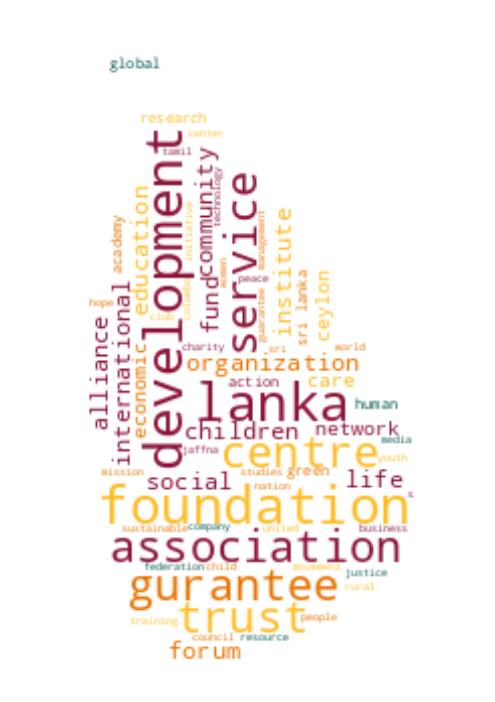 global
research
center
tamil
development
community
technology
service
education
initiative
academy
management
institute
women
peace
fund
sri lanka
ceylon
colombo
hope
club
international
alliance
economic
guarantee
charity
sri
world
organization
action
care
lanka
human
children
network
media
jaffna
centre
youth
mission
studies
green
social
nation
life
s
foundation
sustainable
company
united
business
association
federation
child
movement
justice
gurantee
rural
training
trust
people
council
resource
forum